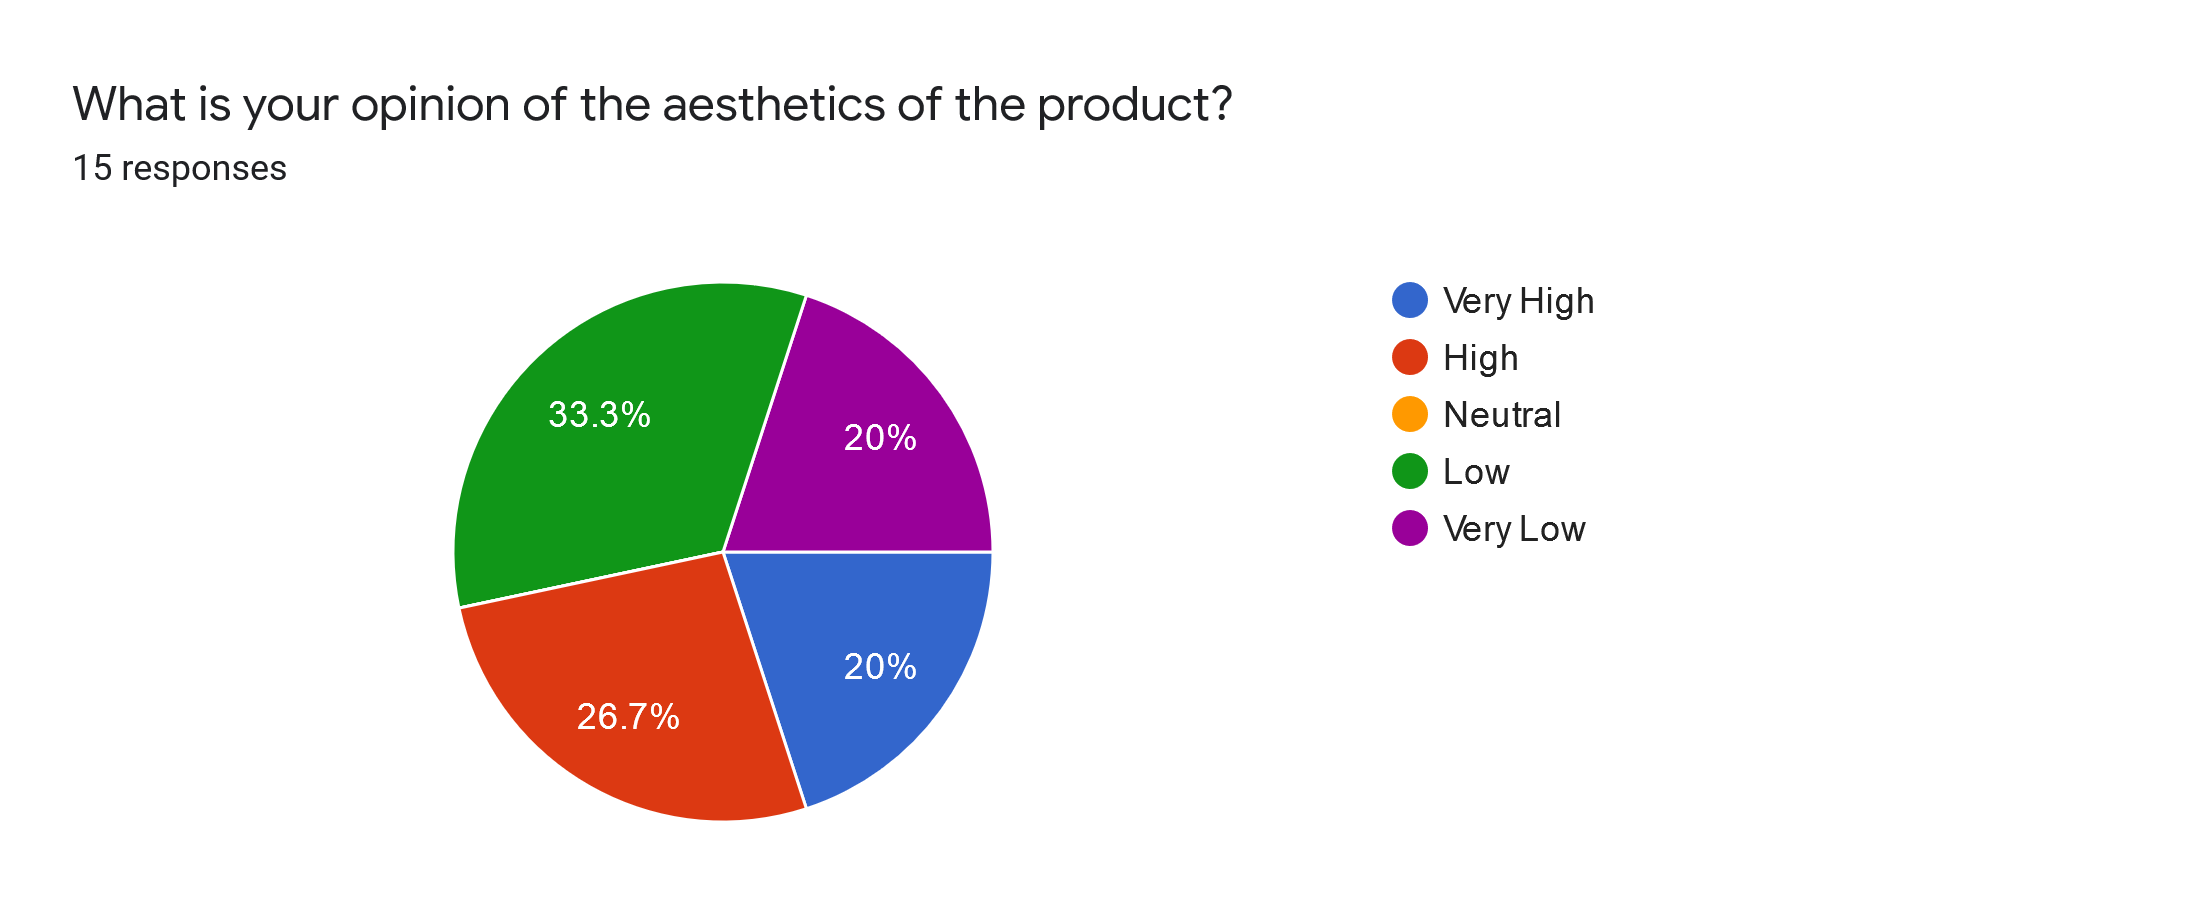 What is your opinion of the aesthetics of the product?
15 responses
33.3%
20%
20%
26.7%
Very High
High
Neutral
Low
Very Low